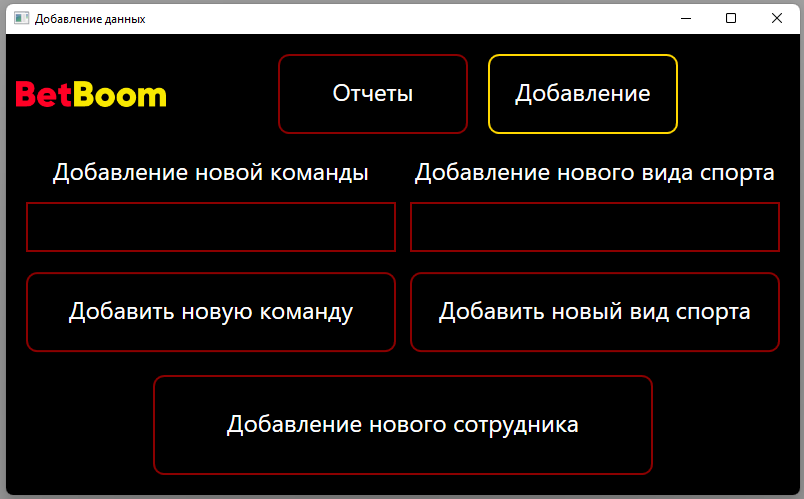 Добавление данных
BetBoom
Отчеты
Добавление
Добавление новой команды
Добавление нового вида спорта
Добавить новую команду
Добавить новый вид спорта
Добавление нового сотрудника